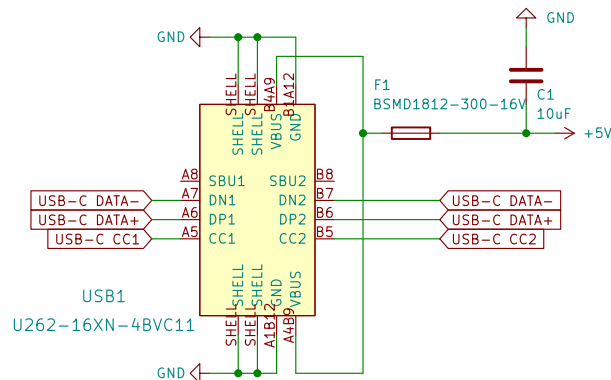 GND
GND
F1
BSMD1812-300-16V
C1
10uF
+5V
SHELL
SHELL
B4A9
B1A12
SHELL
SHELL
VBUS
GND
A8
SBU1
SBU2
B8
USB-C DATA-
A7
DN1
DN2
B7
USB-C DATA-
USB-C DATA+
A6
DP1
DP2
B6
USB-C DATA+
USB-C CC1
A5
CC1
CC2
B5
USB-C CC2
SHELL
SHELL
GND
VBUS
USB1
U262-16XN-4BVC11
SHELL
SHELL
A1B12
A4B9
GND